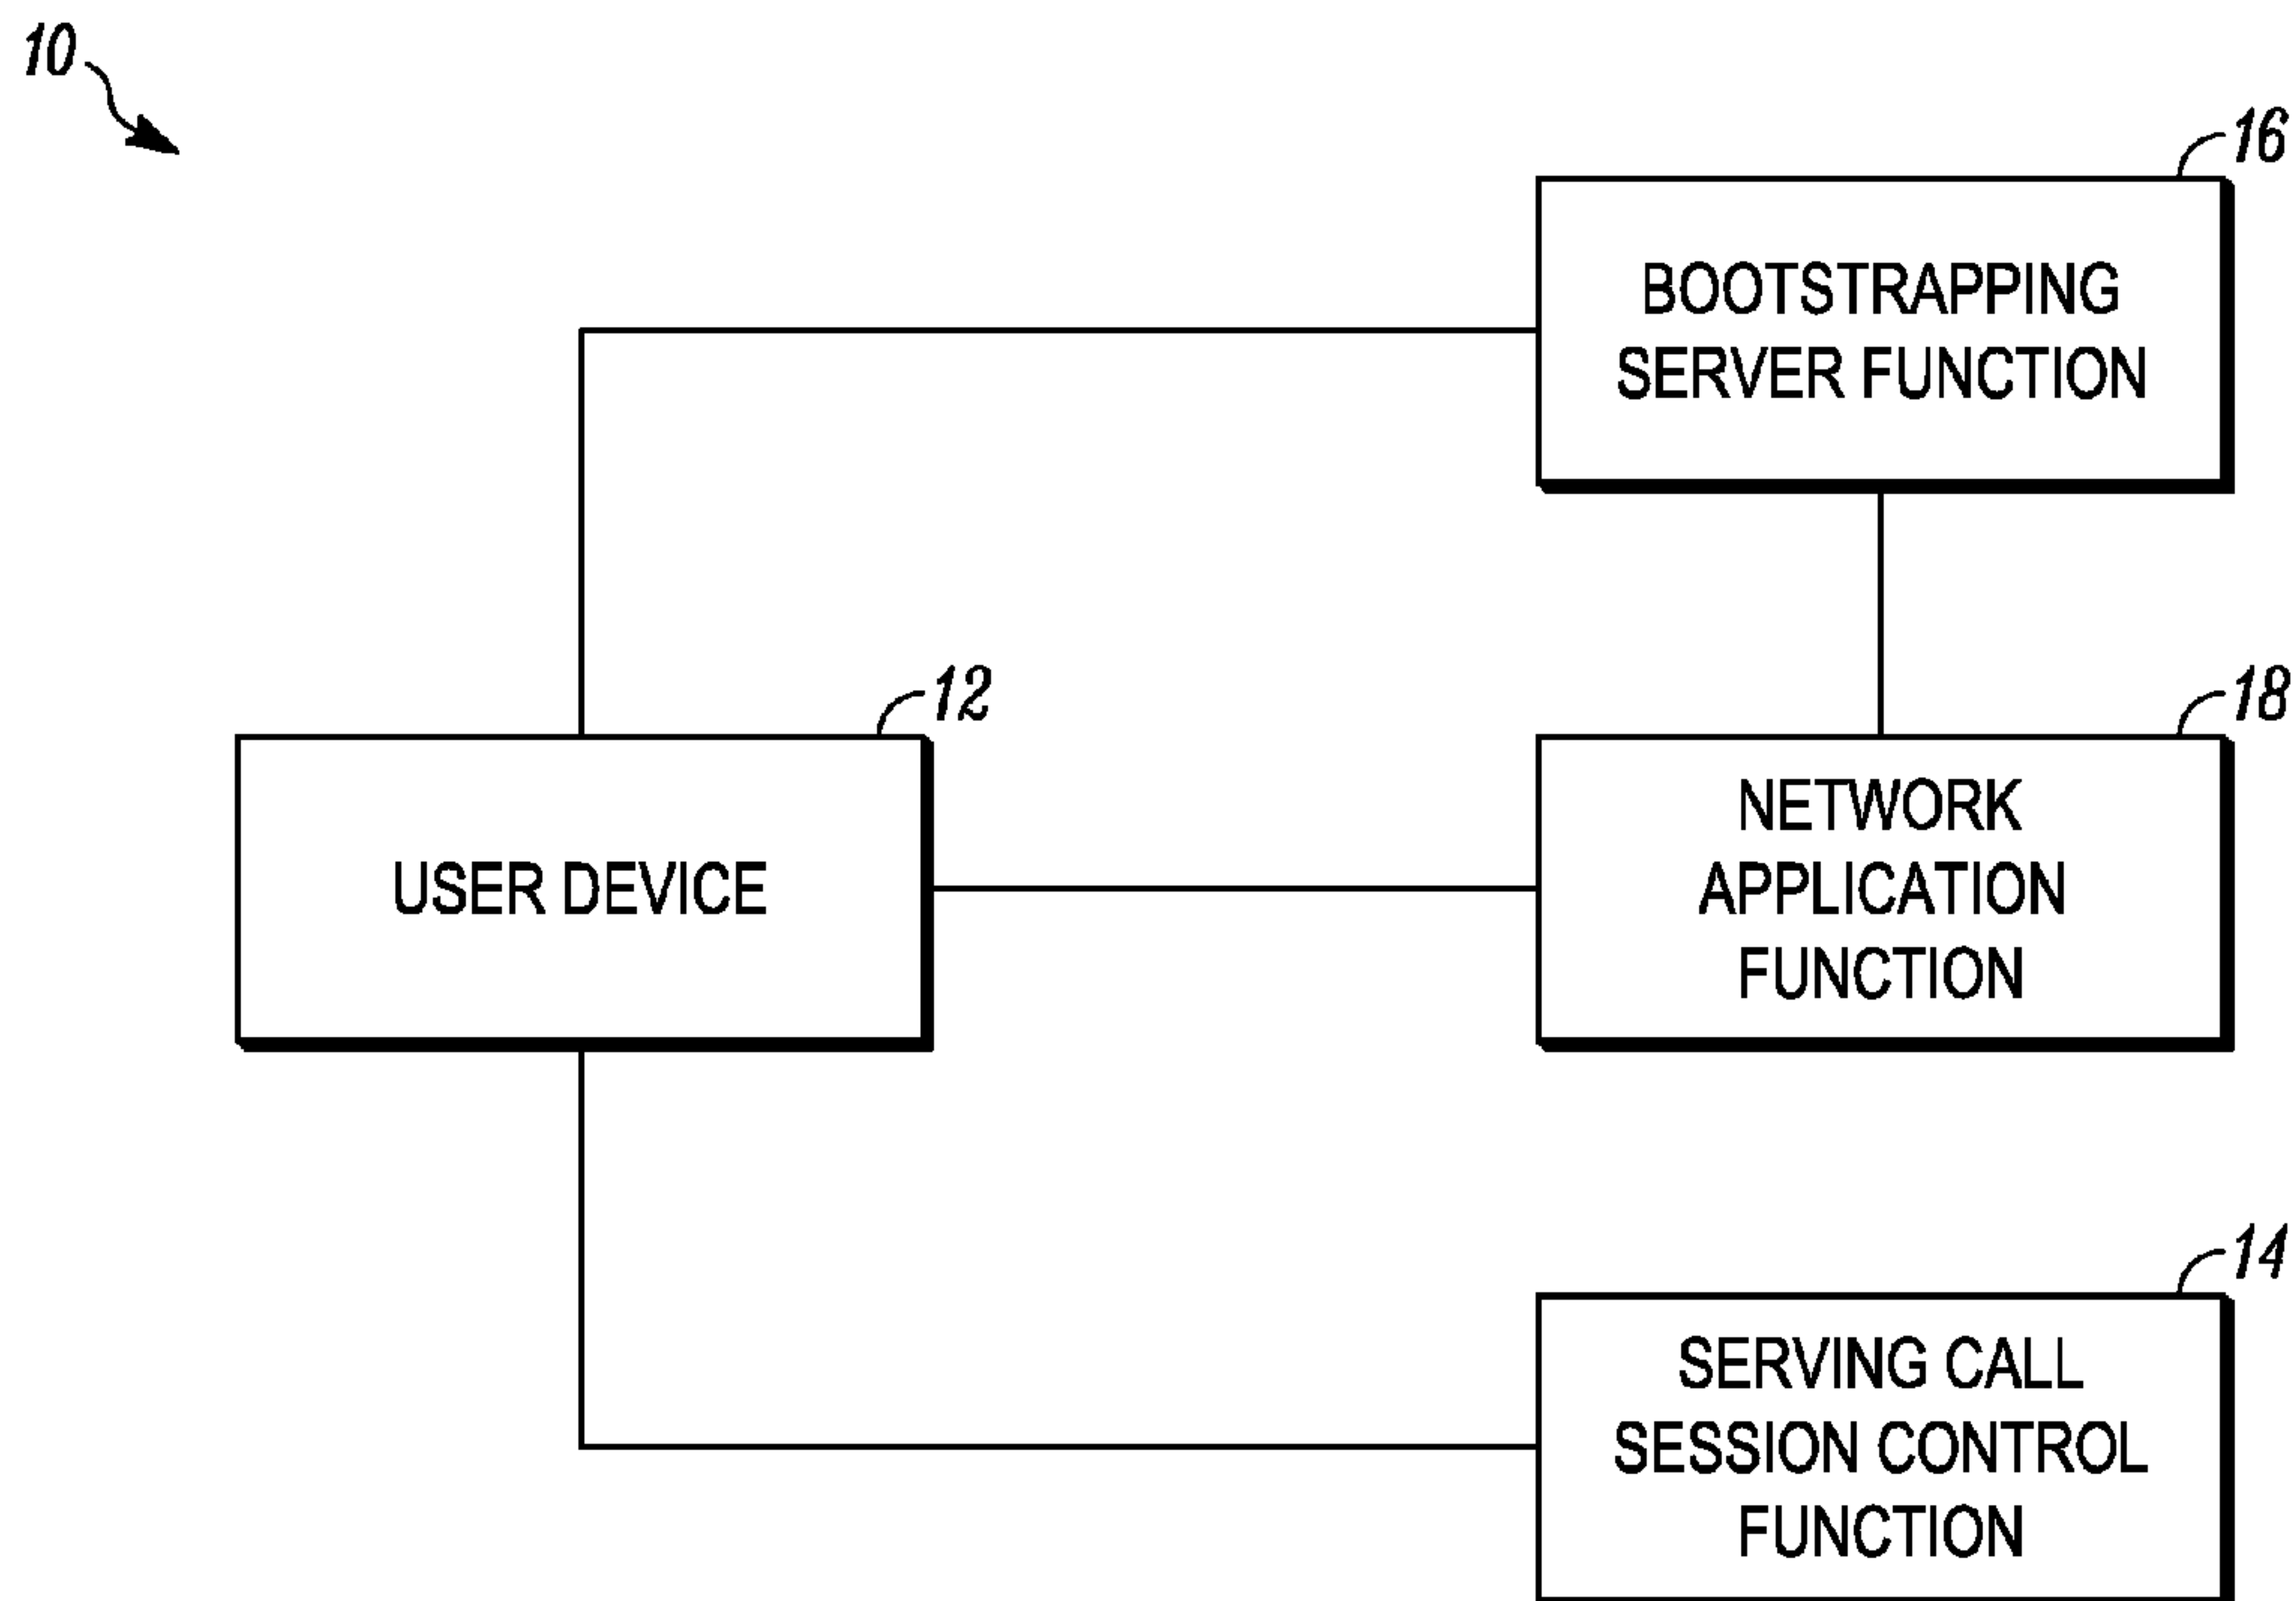 10
16
BOOTSTRAPPING
SERVER FUNCTION
12
USER DEVICE
18
NETWORK
APPLICATION
FUNCTION
14
SERVING CALL
SESSION CONTROL
FUNCTION